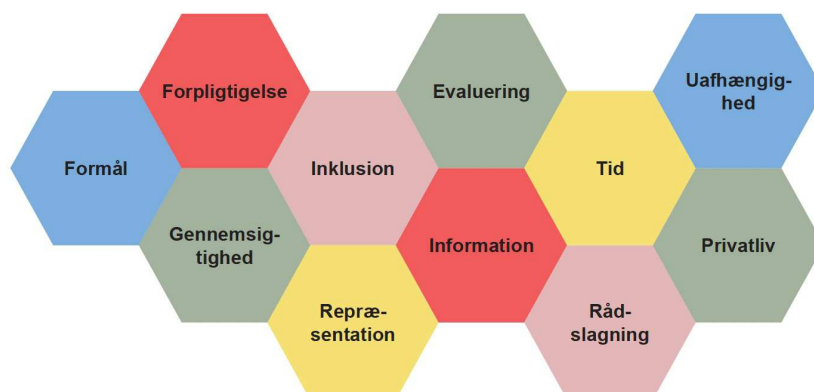 Forpligtigelse
Evaluering
Uafhængig-
hed
Formål
Inklusion
Tid
Gennemsig-
tighed
Information
Privatliv
Repræ-
sentation
Råd-
slagning